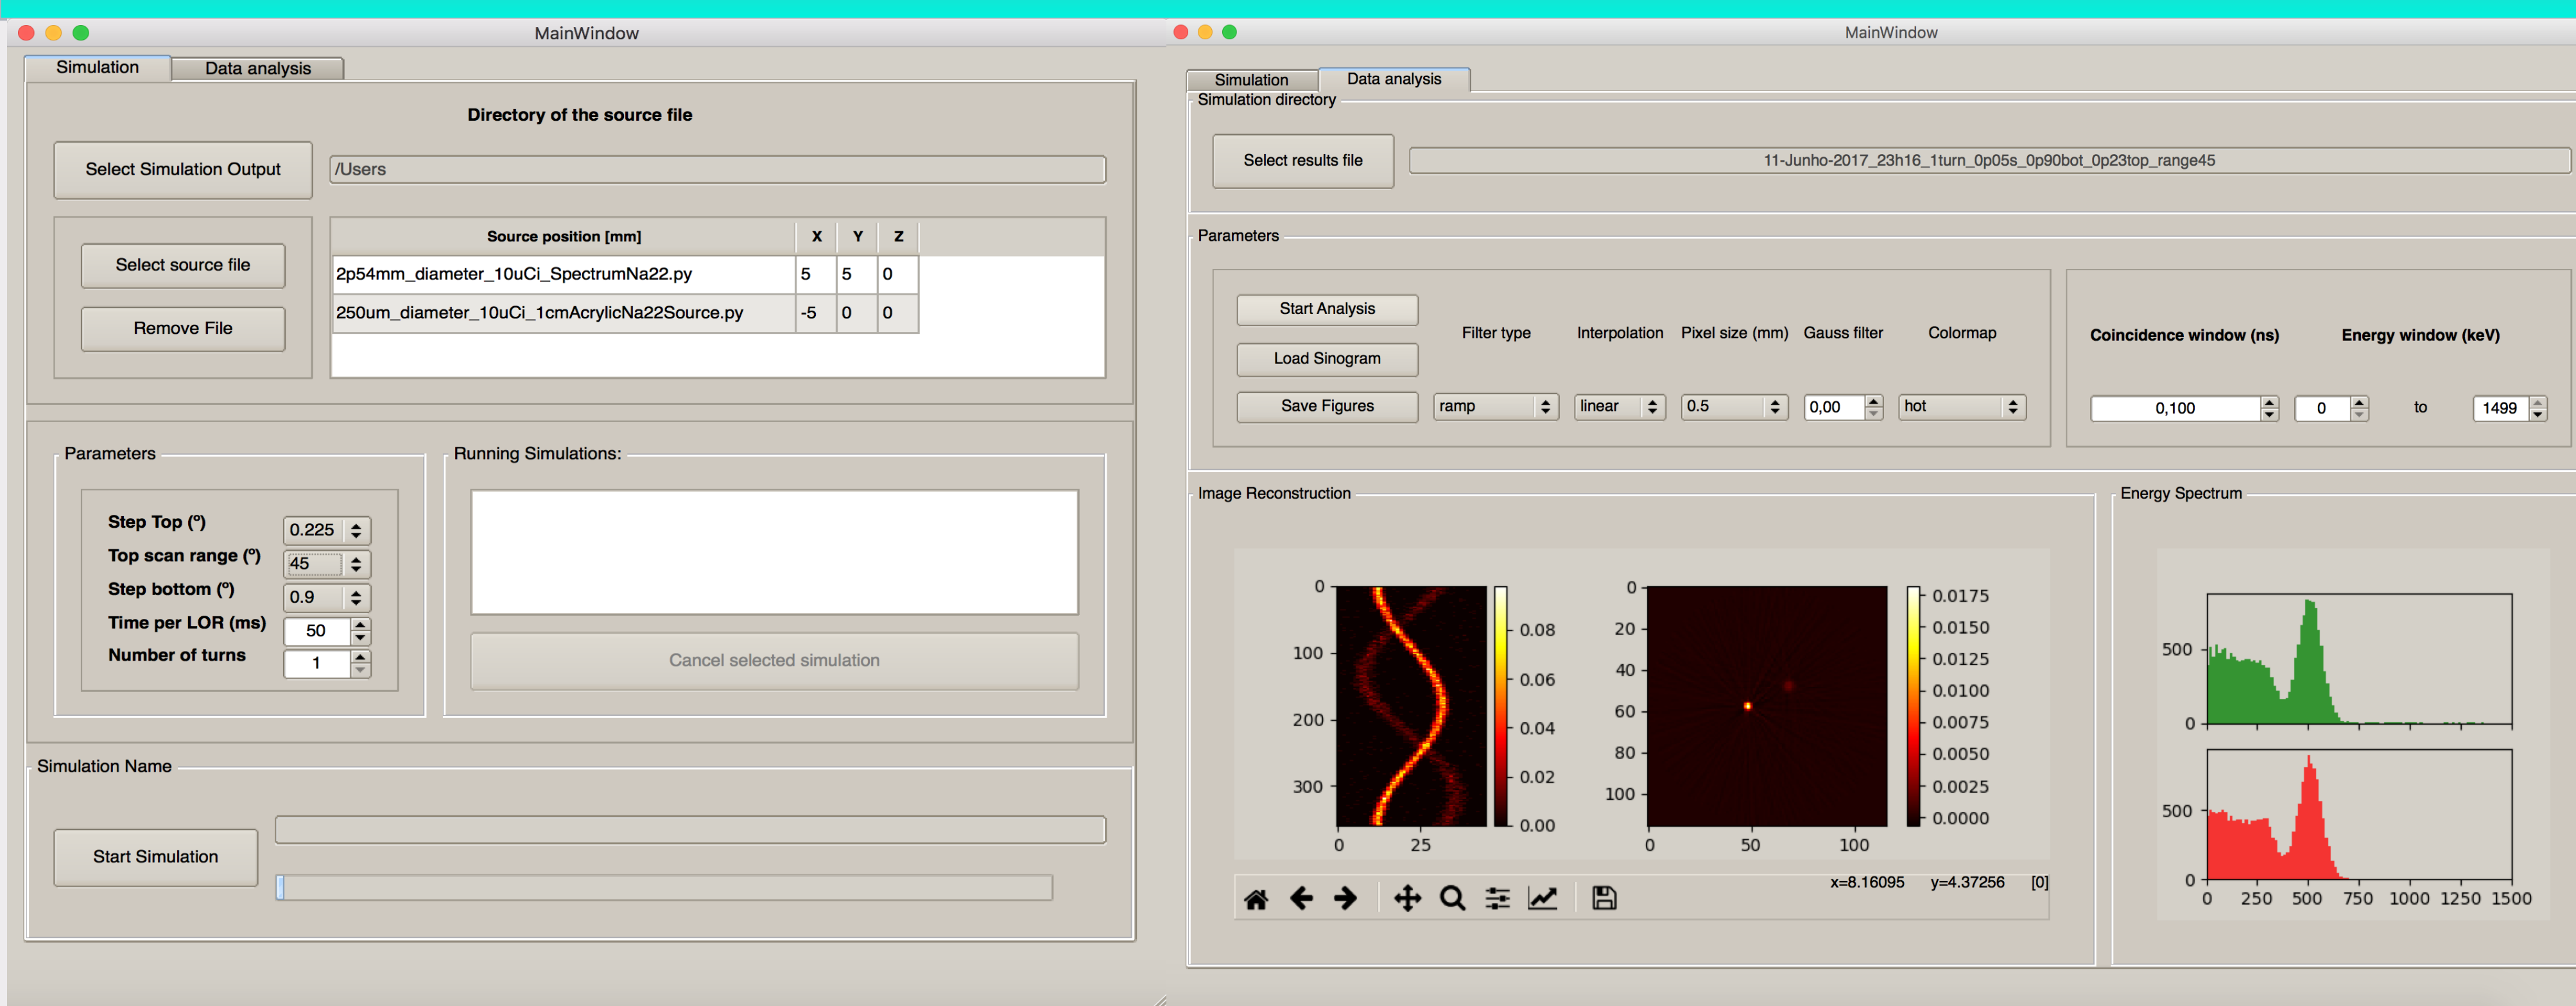 MainWindow
Simulation
Data analysis
Directory of the source file
Select Simulation Output
/Users
Select source file
Remove File
Source position [mm] X Y Z
2p54mm_diameter_10uCi_SpectrumNa22.py 5 5 0
250um_diameter_10uCi_1cmAcrylicNa22Source.py -5 0 0
Parameters
Step Top (º) 0.225
Top scan range (º) 45
Step bottom (º) 0.9
Time per LOR (ms) 50
Number of turns 1
Running Simulations:
Cancel selected simulation
Simulation Name
Start Simulation
MainWindow
Simulation
Data analysis
Simulation directory
Select results file
11-Junho-2017_23h16_1turn_0p05s_0p90bot_0p23top_range45
Parameters
Start Analysis
Load Sinogram
Save Figures
Filter type Interpolation Pixel size (mm) Gauss filter Colormap
ramp linear 0.5 0,00 hot
Coincidence window (ns) Energy window (keV)
0,100 0 to 1499
Image Reconstruction
0
100
200
300
0 25
0.08
0.06
0.04
0.02
0.00
0
20
40
60
80
100
0 50 100
0.0175
0.0150
0.0125
0.0100
0.0075
0.0050
0.0025
0.0000
x=8.16095 y=4.37256 [0]
Energy Spectrum
500
0
500
0
0 250 500 750 1000 1250 1500